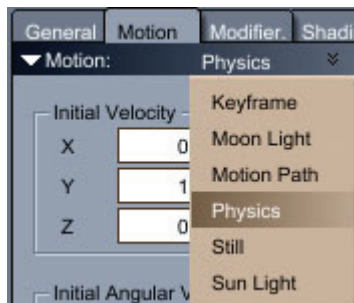 General Motion Modifier. Shadi
Motion: Physics
Keyframe
Initial Velocity
Moon Light
X 0
Motion Path
Y 1
Physics
Z 0
Still
Sun Light
Initial Angular V